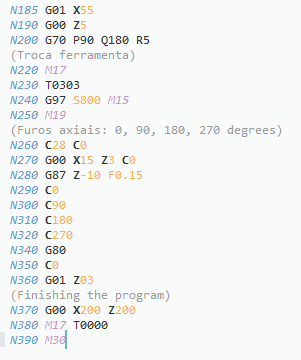 N185 G01 X55
N190 G00 Z5
N200 G70 P90 Q180 R5
(Troca ferramenta)
N220 M17
N230 T0303
N240 G97 S800 M15
N250 M19
(Furos axiais: 0, 90, 180, 270 degrees)
N260 C28 C0
N270 G00 X15 Z3 C0
N280 G87 Z-10 F0.15
N290 C0
N300 C90
N310 C180
N320 C270
N340 G80
N350 C0
N360 G01 Z03
(Finishing the program)
N370 G00 X200 Z200
N380 M17 T0000
N390 M30